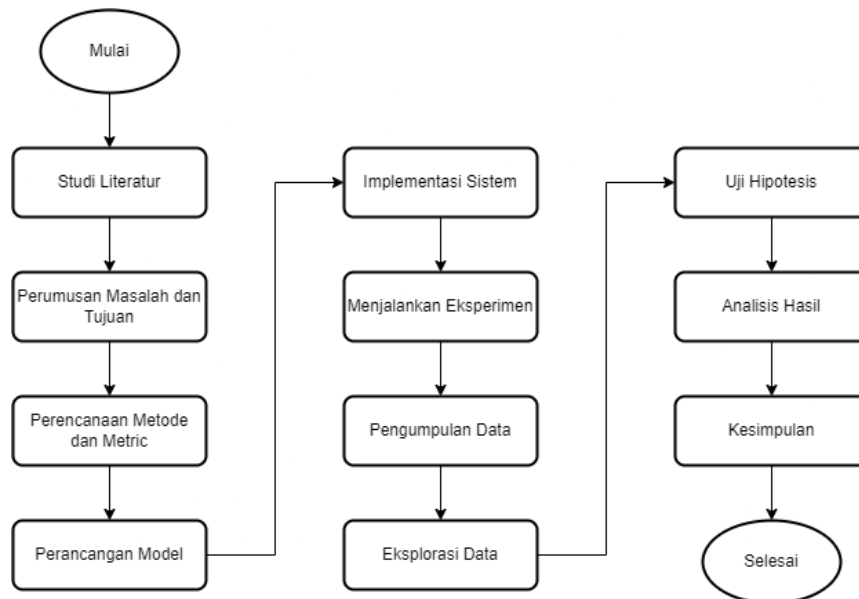 Mulai
Studi Literatur
Perumusan Masalah dan
Tujuan
Perencanaan Metode
dan Metric
Perancangan Model
Implementasi Sistem
Menjalankan Eksperimen
Pengumpulan Data
Eksplorasi Data
Uji Hipotesis
Analisis Hasil
Kesimpulan
Selesai